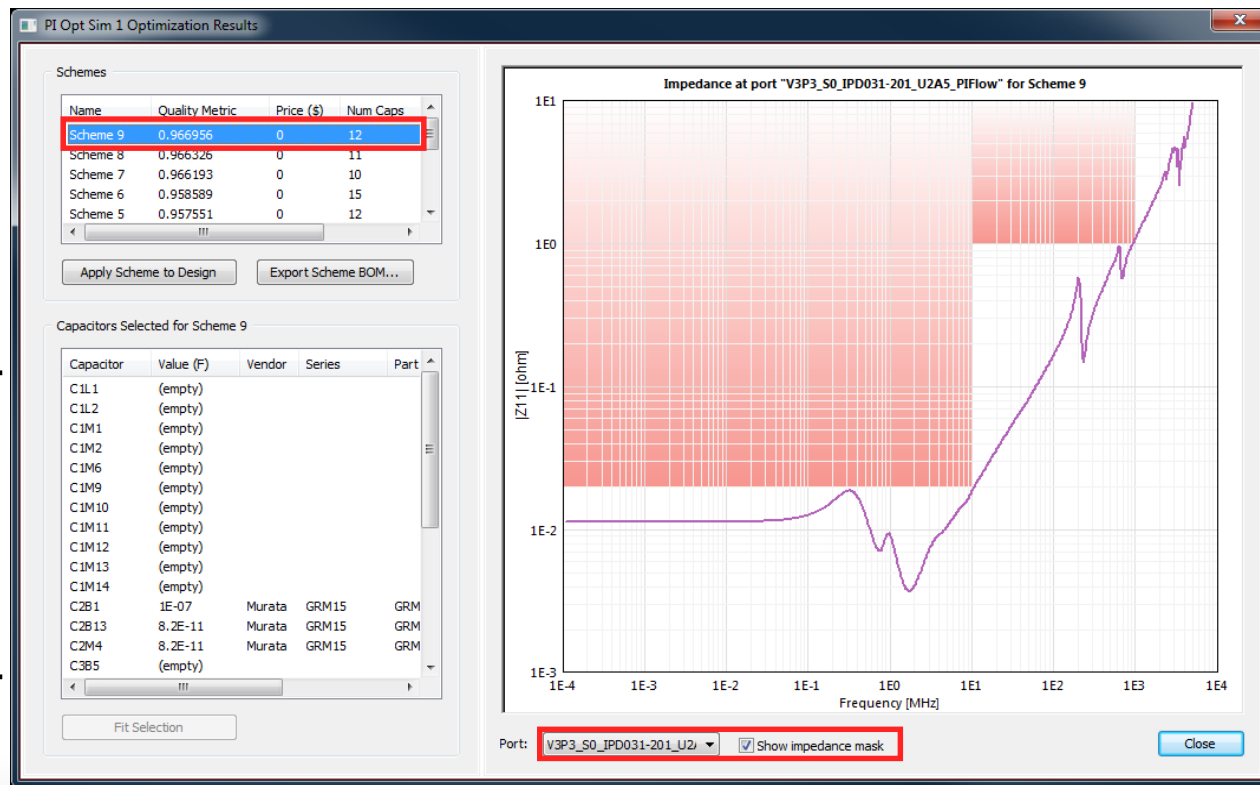 PI Opt Sim 1 Optimization Results
Schemes
Name Quality Metric Price ($) Num Caps
Scheme 9 0.966956 0 12
Scheme 8 0.966326 0 11
Scheme 7 0.966193 0 10
Scheme 6 0.958589 0 15
Scheme 5 0.957551 0 12
Apply Scheme to Design Export Scheme BOM...
Capacitors Selected for Scheme 9
Capacitor Value (F) Vendor Series Part
C1L1 (empty)
C1L2 (empty)
C1M1 (empty)
C1M2 (empty)
C1M6 (empty)
C1M9 (empty)
C1M10 (empty)
C1M11 (empty)
C1M12 (empty)
C1M13 (empty)
C1M14 (empty)
C2B1 1E-07 Murata GRM15 GRM
C2B13 8.2E-11 Murata GRM15 GRM
C2M4 8.2E-11 Murata GRM15 GRM
C3B5 (empty)
Fit Selection
Impedance at port "V3P3_S0_IPD031-201_U2A5_PIFlow" for Scheme 9
|Z11| [ohm]
1E1
1E0
1E-1
1E-2
1E-3
1E-4 1E-3 1E-2 1E-1 1E0 1E1 1E2 1E3 1E4
Frequency [MHz]
Port: V3P3_S0_IPD031-201_U2 Show impedance mask
Close